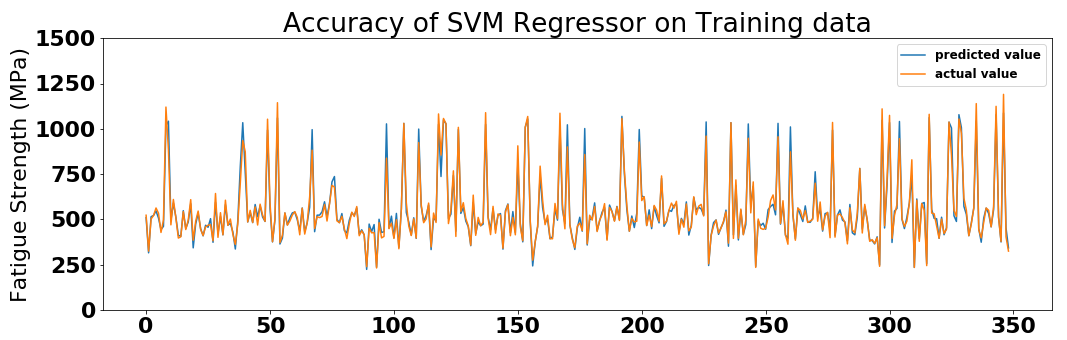 Accuracy of SVM Regressor on Training data
Fatigue Strength (MPa)
1500
1250
1000
750
500
250
0
predicted value
actual value
0 50 100 150 200 250 300 350